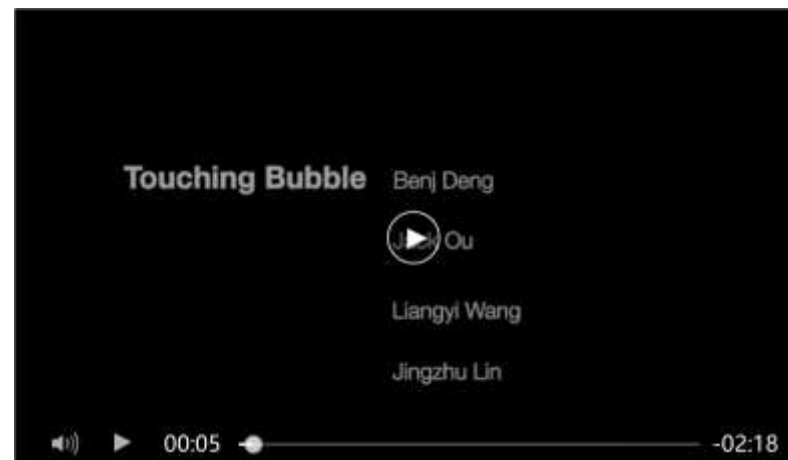 Touching Bubble Benj Deng
Ou
Liangyi Wang
Jingzhu Lin
00:05 -02:18